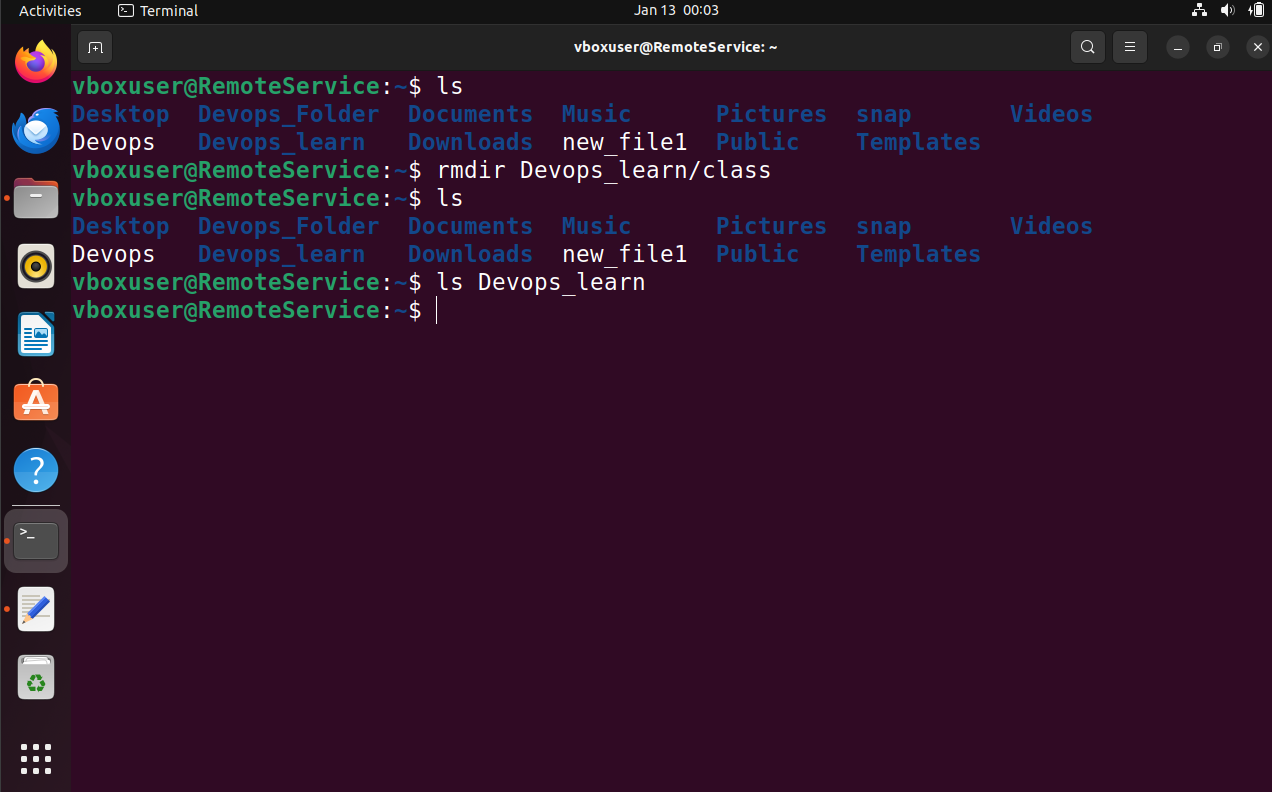 Activities Terminal Jan 13 00:03
vboxuser@RemoteService: ~
vboxuser@RemoteService:~$ ls
Desktop Devops_Folder Documents Music Pictures snap Videos
Devops Devops_learn Downloads new_file1 Public Templates
vboxuser@RemoteService:~$ rmdir Devops_learn/class
vboxuser@RemoteService:~$ ls
Desktop Devops_Folder Documents Music Pictures snap Videos
Devops Devops_learn Downloads new_file1 Public Templates
vboxuser@RemoteService:~$ ls Devops_learn
vboxuser@RemoteService:~$